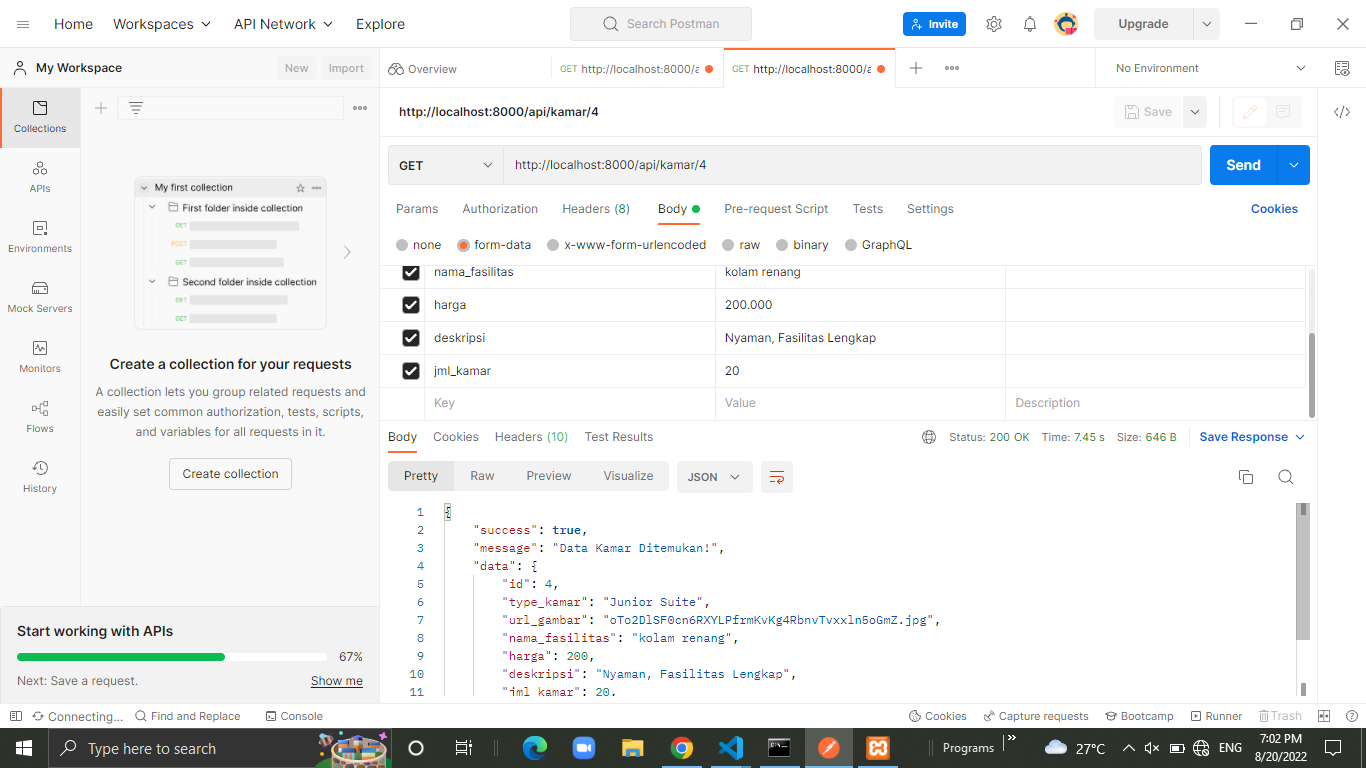 Home Workspaces API Network Explore Search Postman Invite Upgrade
My Workspace New Import Overview GET http://localhost:8000/a GET http://localhost:8000/a No Environment
Collections
APIs
Environments
Mock Servers
Monitors
Flows
History
My first collection
First folder inside collection
GET
POST
GET
Second folder inside collection
GET
GET
Create a collection for your requests
A collection lets you group related requests and
easily set common authorization, tests, scripts,
and variables for all requests in it.
Create collection
Start working with APIs
67%
Next: Save a request. Show me
http://localhost:8000/api/kamar/4 Save
GET http://localhost:8000/api/kamar/4 Send
Params Authorization Headers (8) Body Pre-request Script Tests Settings Cookies
none form-data x-www-form-urlencoded raw binary GraphQL
nama_fasilitas kolam renang
harga 200.000
deskripsi Nyaman, Fasilitas Lengkap
jml_kamar 20
Key Value Description
Body Cookies Headers (10) Test Results Status: 200 OK Time: 7.45 s Size: 646 B Save Response
Pretty Raw Preview Visualize JSON
1 {
2 "success": true,
3 "message": "Data Kamar Ditemukan!",
4 "data": {
5 "id": 4,
6 "type_kamar": "Junior Suite",
7 "url_gambar": "oTo2DlSF0cn6RXYLPfrmKvKg4RbnvTvxxln5oGmZ.jpg",
8 "nama_fasilitas": "kolam renang",
9 "harga": 200,
10 "deskripsi": "Nyaman, Fasilitas Lengkap",
11 "jml_kamar": 20,
Connecting... Find and Replace Console Cookies Capture requests Bootcamp Runner Trash
Type here to search Programs » 27°C ENG 7:02 PM
8/20/2022